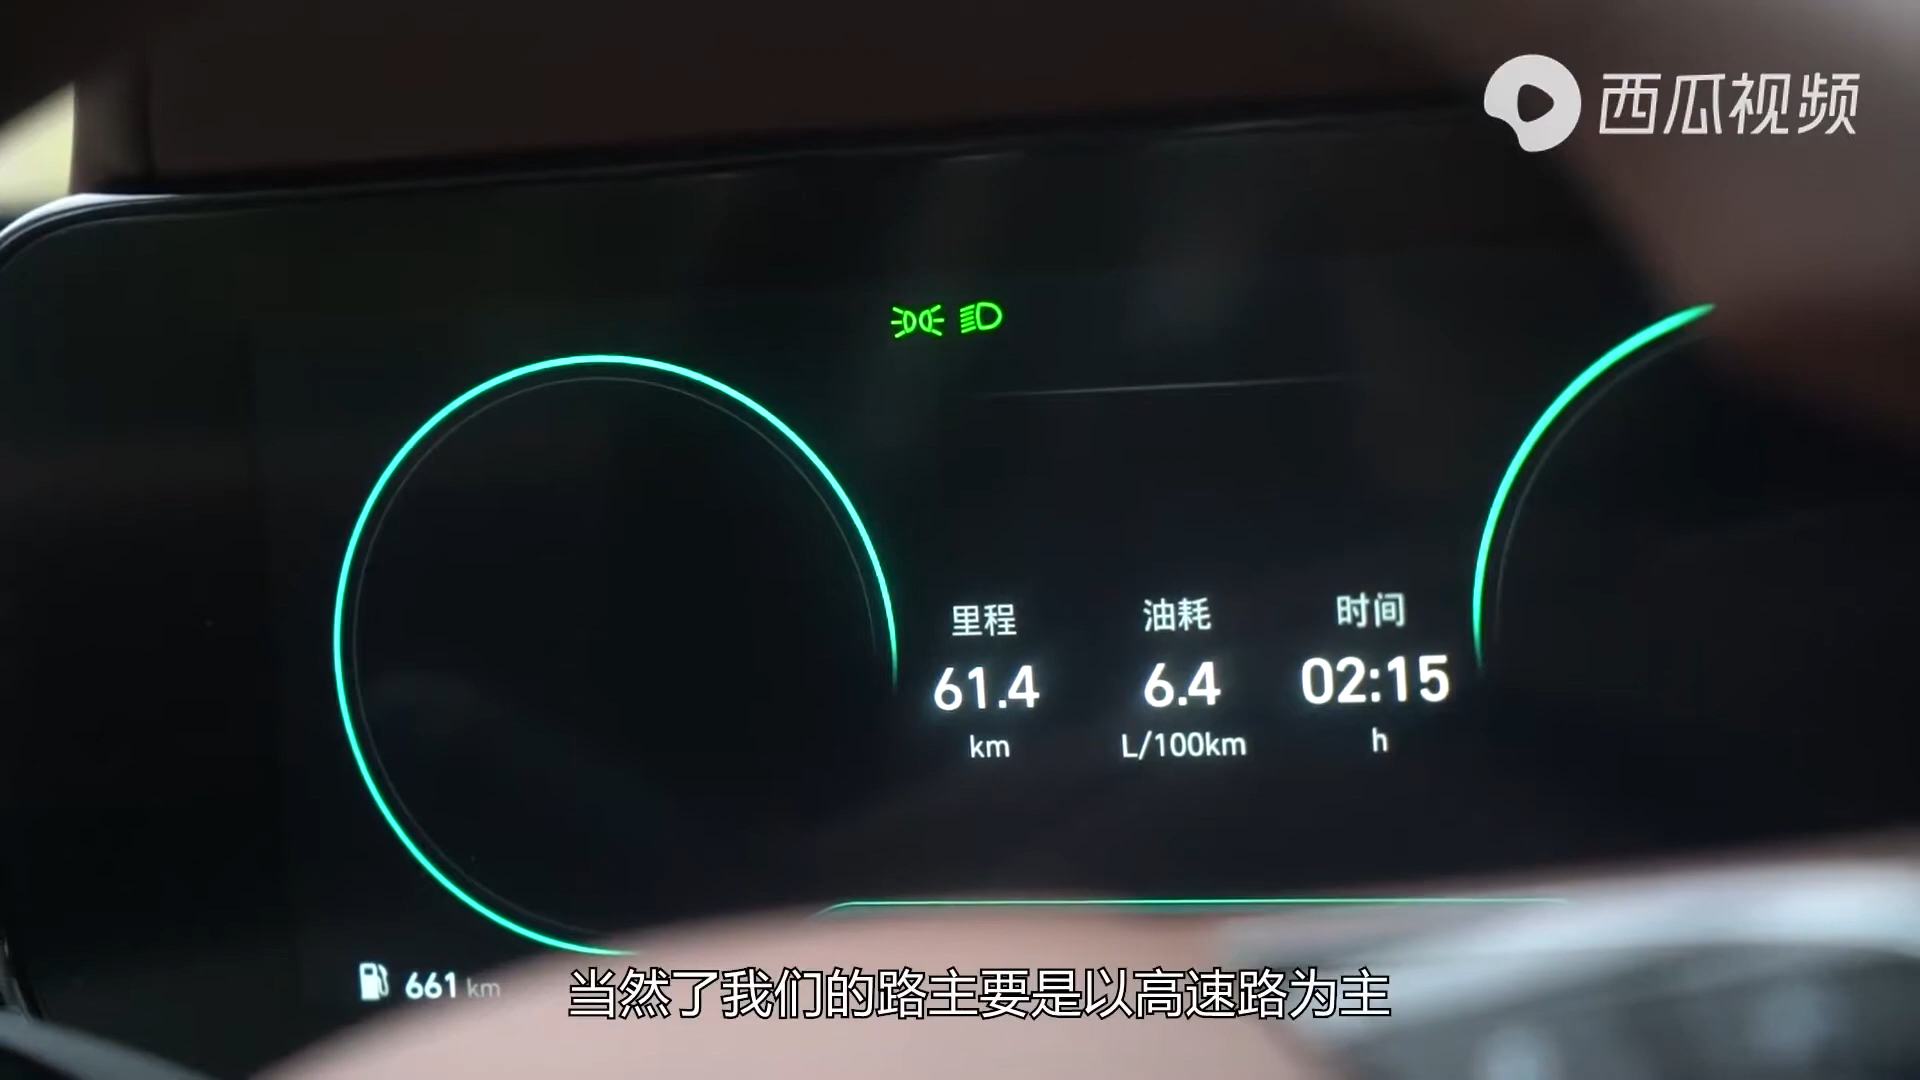 西瓜视频
里程 油耗 时间
61.4 6.4 02:15
km L/100km h
661 km
当然了我们的路主要是以高速路为主